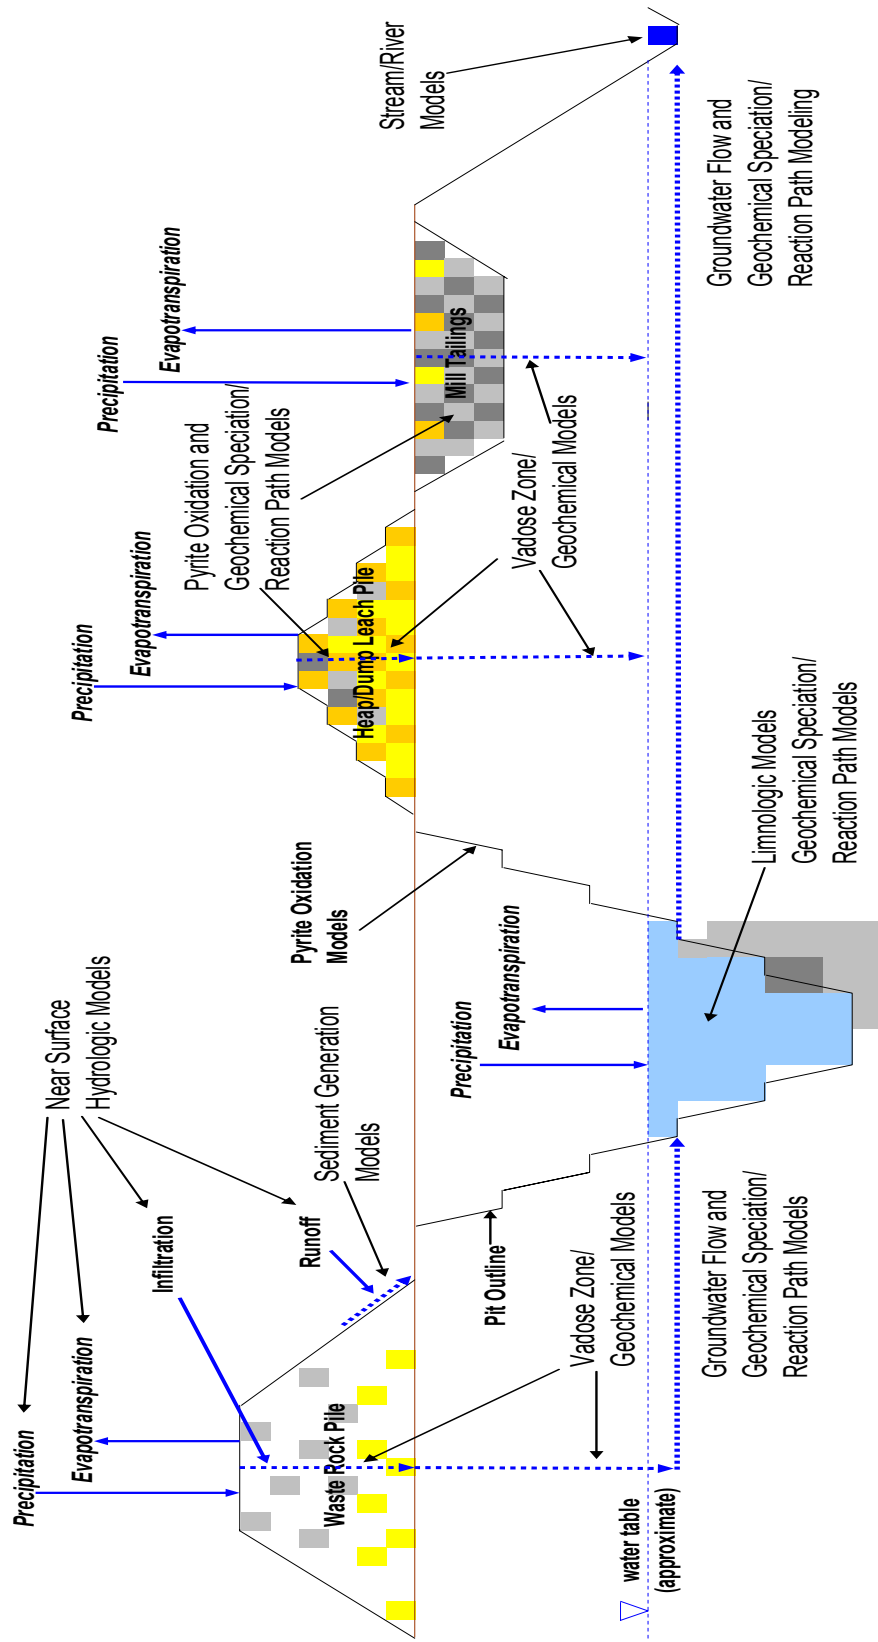 Precipitation
Evapotranspiration
Near Surface
Hydrologic Models
Infiltration
Runoff
Sediment Generation
Models
Waste Rock Pile
Vadose Zone/
Geochemical Models
water table
(approximate)
Groundwater Flow and
Geochemical Speciation/
Reaction Path Models
Pit Outline
Precipitation
Evapotranspiration
Pyrite Oxidation
Models
Limnologic Models
Geochemical Speciation/
Reaction Path Models
Precipitation
Evapotranspiration
Heap/Dump Leach Pile
Pyrite Oxidation and
Geochemical Speciation/
Reaction Path Models
Vadose Zone/
Geochemical Models
Precipitation
Evapotranspiration
Mill Tailings
Groundwater Flow and
Geochemical Speciation/
Reaction Path Modeling
Stream/River
Models